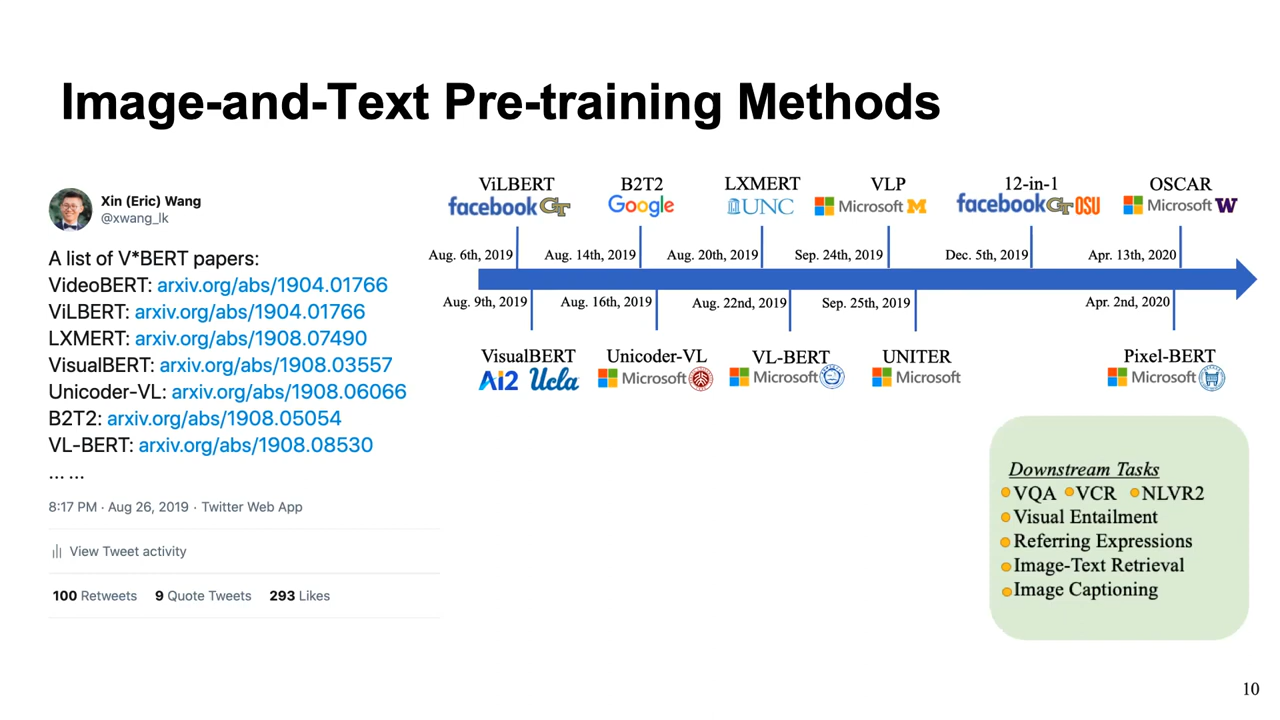 Image-and-Text Pre-training Methods
Xin (Eric) Wang
@xwang_lk
A list of V*BERT papers:
VideoBERT: arxiv.org/abs/1904.01766
ViLBERT: arxiv.org/abs/1904.01766
LXMERT: arxiv.org/abs/1908.07490
VisualBERT: arxiv.org/abs/1908.03557
Unicoder-VL: arxiv.org/abs/1908.06066
B2T2: arxiv.org/abs/1908.05054
VL-BERT: arxiv.org/abs/1908.08530
... ...
8:17 PM · Aug 26, 2019 · Twitter Web App
View Tweet activity
100 Retweets 9 Quote Tweets 293 Likes
ViLBERT B2T2 LXMERT VLP 12-in-1 OSCAR
facebook GT Google UNC Microsoft M facebook GT OSU Microsoft W
Aug. 6th, 2019 Aug. 14th, 2019 Aug. 20th, 2019 Sep. 24th, 2019 Dec. 5th, 2019 Apr. 13th, 2020
Aug. 9th, 2019 Aug. 16th, 2019 Aug. 22nd, 2019 Sep. 25th, 2019 Apr. 2nd, 2020
VisualBERT Unicoder-VL VL-BERT UNITER Pixel-BERT
Ai2 Ucla Microsoft Microsoft Microsoft Microsoft
Downstream Tasks
VQA VCR NLVR2
Visual Entailment
Referring Expressions
Image-Text Retrieval
Image Captioning
10